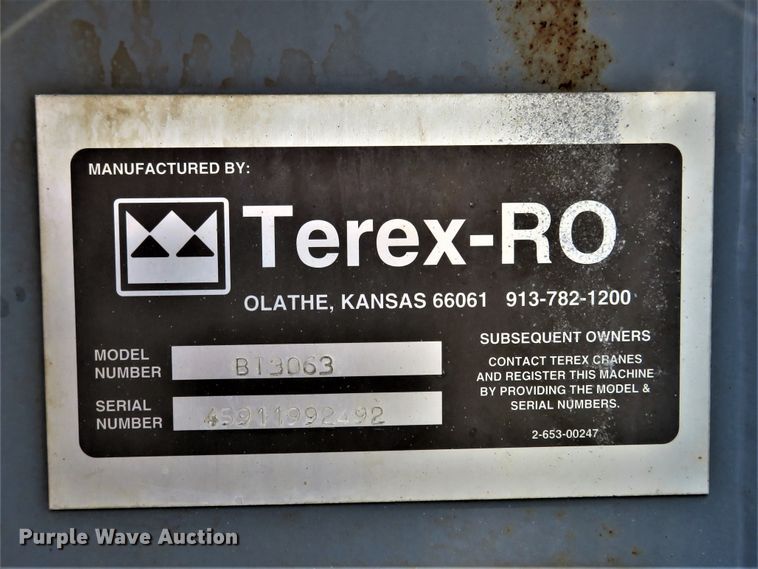 MANUFACTURED BY:
Terex-RO
OLATHE, KANSAS 66061 913-782-1200
MODEL NUMBER BT3063
SERIAL NUMBER
SUBSEQUENT OWNERS
CONTACT TEREX CRANES
AND REGISTER THIS MACHINE
BY PROVIDING THE MODEL &
SERIAL NUMBERS.
2-653-00247
Purple Wave Auction